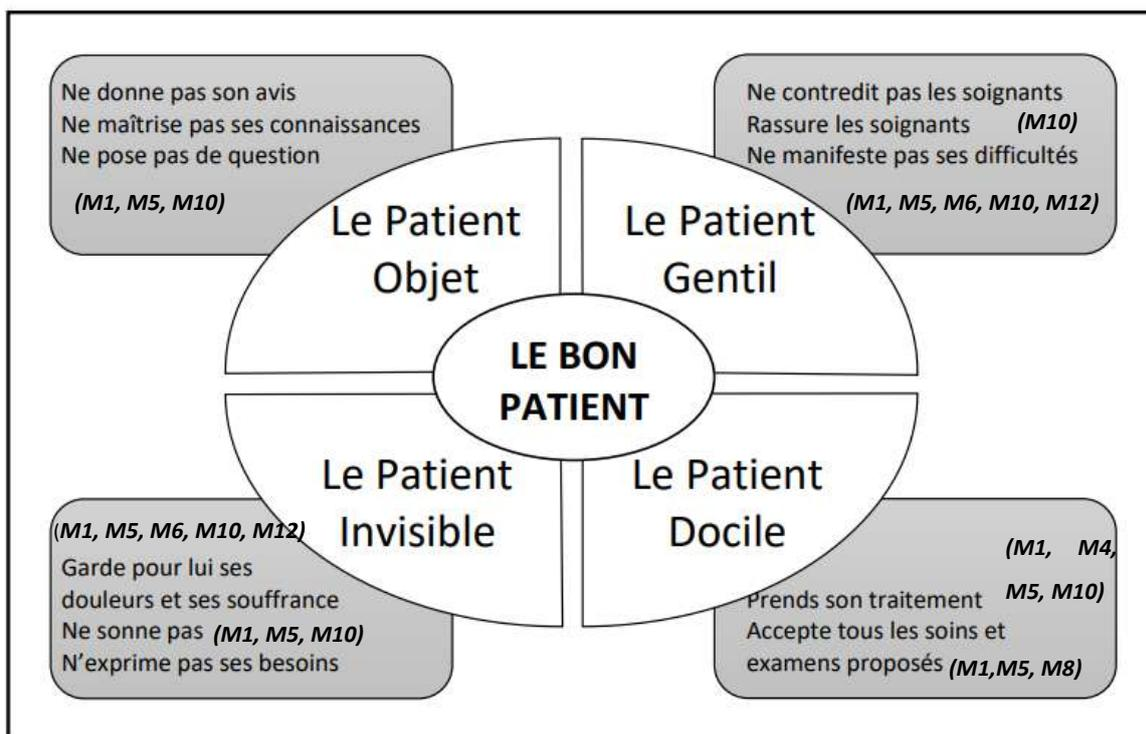 Ne donne pas son avis
Ne maîtrise pas ses connaissances
Ne pose pas de question
(M1, M5, M10)
Ne contredit pas les soignants
Rassure les soignants (M10)
Ne manifeste pas ses difficultés
(M1, M5, M6, M10, M12)
Le Patient
Objet
Le Patient
Gentil
LE BON
PATIENT
Le Patient
Invisible
Le Patient
Docile
(M1, M5, M6, M10, M12)
Garde pour lui ses
douleurs et ses souffrance
Ne sonne pas (M1, M5, M10)
N'exprime pas ses besoins
(M1, M4,
M5, M10)
Prends son traitement
Accepte tous les soins et
examens proposés (M1,M5, M8)